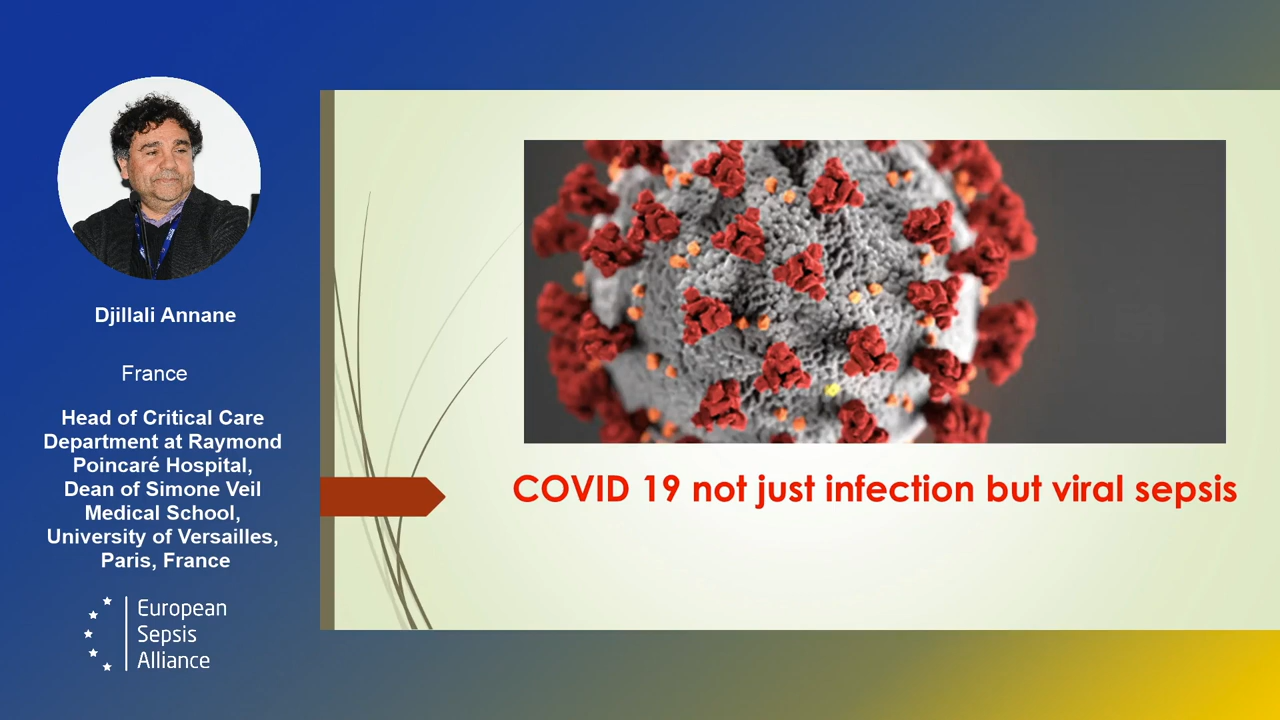 Djillali Annane
France
Head of Critical Care
Department at Raymond
Poincaré Hospital,
Dean of Simone Veil
Medical School,
University of Versailles,
Paris, France
European
Sepsis
Alliance
COVID 19 not just infection but viral sepsis